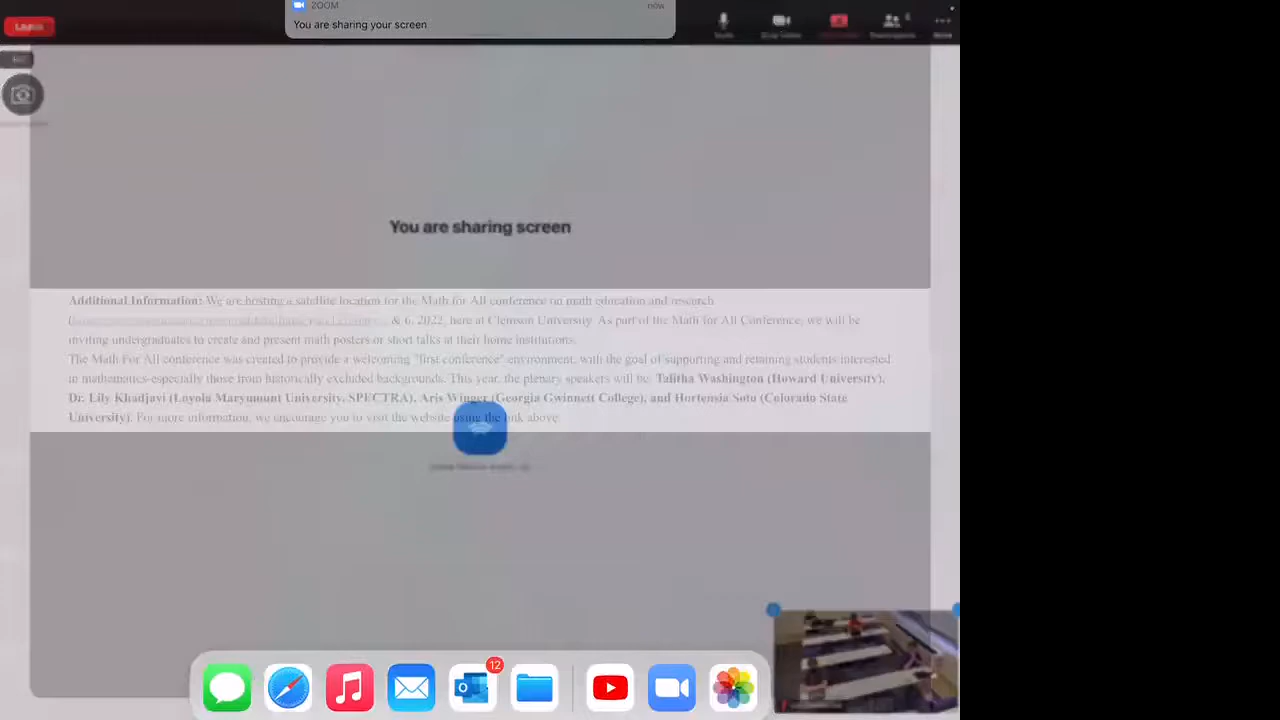 ZOOM
now
You are sharing your screen
You are sharing screen
Additional Information: We are hosting a satellite location for the Math for All conference on math education and research
& 6, 2022, here at Clemson University. As part of the Math for All Conference, we will be
inviting undergraduates to create and present math posters or short talks at their home institutions.
The Math For All conference was created to provide a welcoming "first conference" environment, with the goal of supporting and retaining students interested
in mathematics-especially those from historically excluded backgrounds. This year, the plenary speakers will be: Talitha Washington (Howard University),
Dr. Lily Khadjavi (Loyola Marymount University, SPECTRA), Aris Winger (Georgia Gwinnett College), and Hortensia Soto (Colorado State
University). For more information, we encourage you to visit the website using the link above.
12